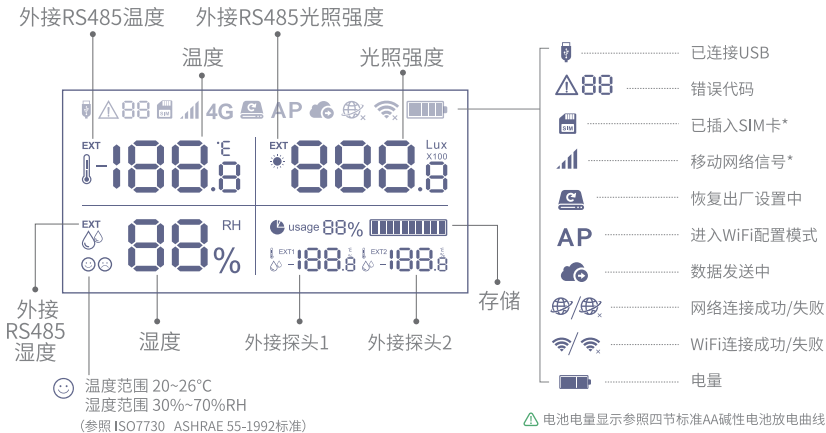 外接RS485温度
外接RS485光照强度
温度
光照强度
88 SIM 4G AP
EXT
-188.8
℃
℉
EXT
888.8
Lux
X100
EXT
88%
RH
usage 88%
EXT1 -188.8
EXT2 -188.8
外接
RS485
湿度
湿度
外接探头1
外接探头2
存储
温度范围 20~26°C
湿度范围 30%~70%RH
(参照 ISO7730 ASHRAE 55-1992标准)
已连接USB
88 错误代码
SIM 已插入SIM卡*
移动网络信号*
恢复出厂设置中
AP 进入WiFi配置模式
数据发送中
网络连接成功/失败
WiFi连接成功/失败
电量
电池电量显示参照四节标准AA碱性电池放电曲线